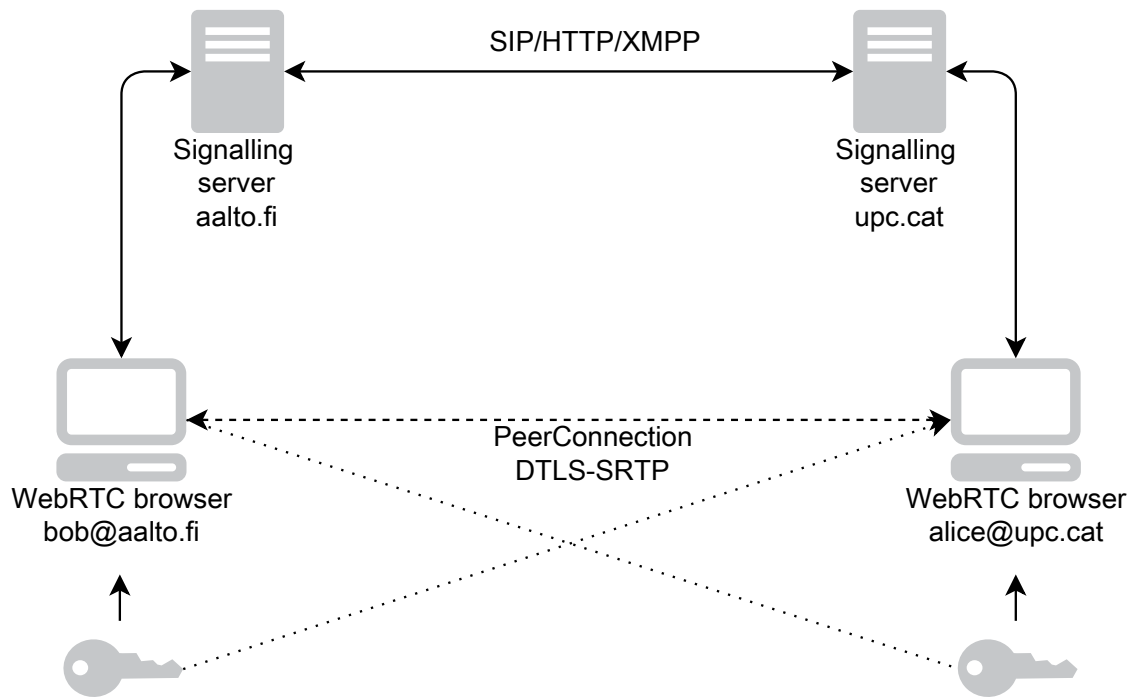 SIP/HTTP/XMPP
Signalling
server
aalto.fi
Signalling
server
upc.cat
PeerConnection
DTLS-SRTP
WebRTC browser
bob@aalto.fi
WebRTC browser
alice@upc.cat